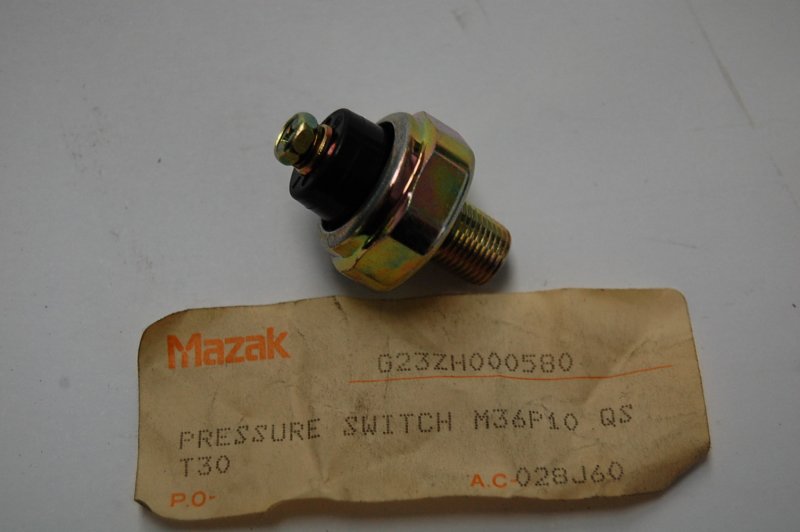 Mazak
G23ZH000580
PRESSURE SWITCH M36P10 QS
T30
P.O- A.C-028J60